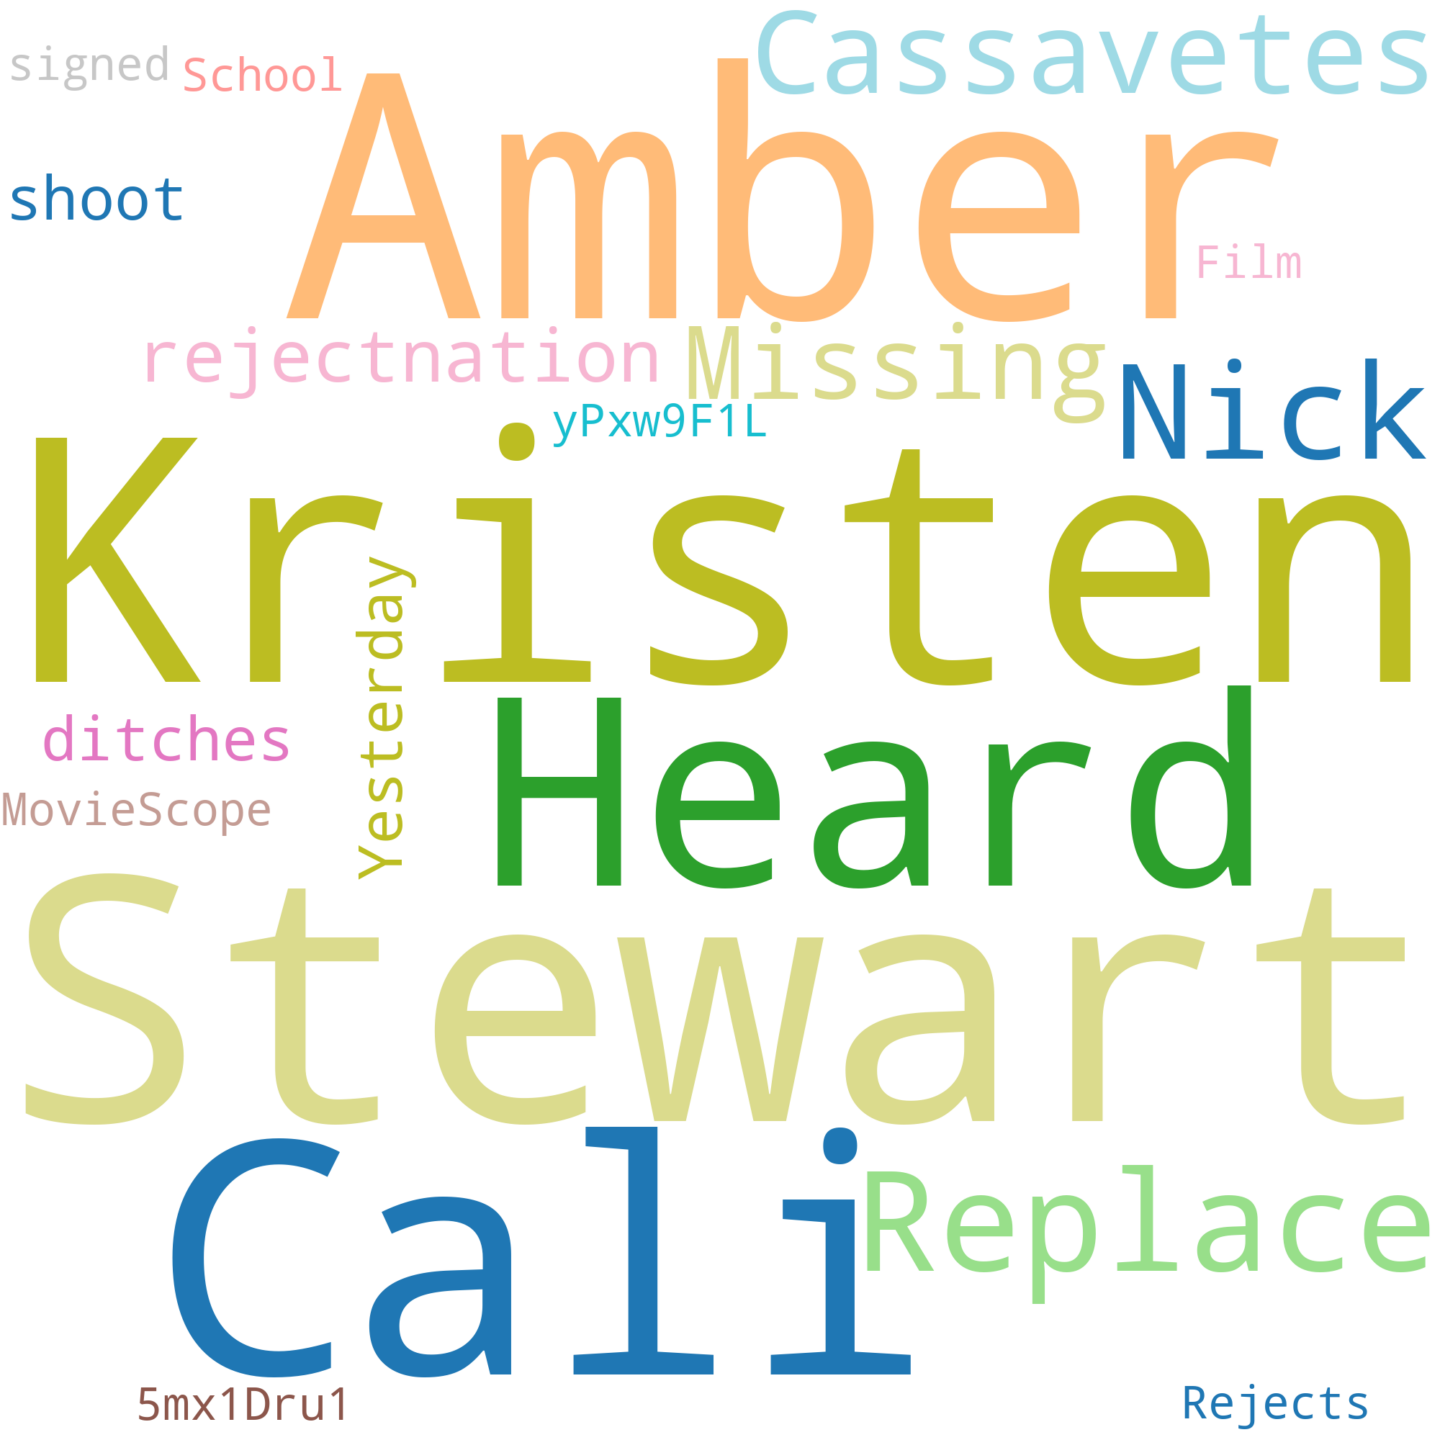 Cassavetes
signed
School
Amber
shoot
Film
rejectnation
Missing
Nick
yPxw9F1L
Kristen
Yesterday
Heard
ditches
MovieScope
Stewart
Cali
Replace
5mx1Dru1
Rejects